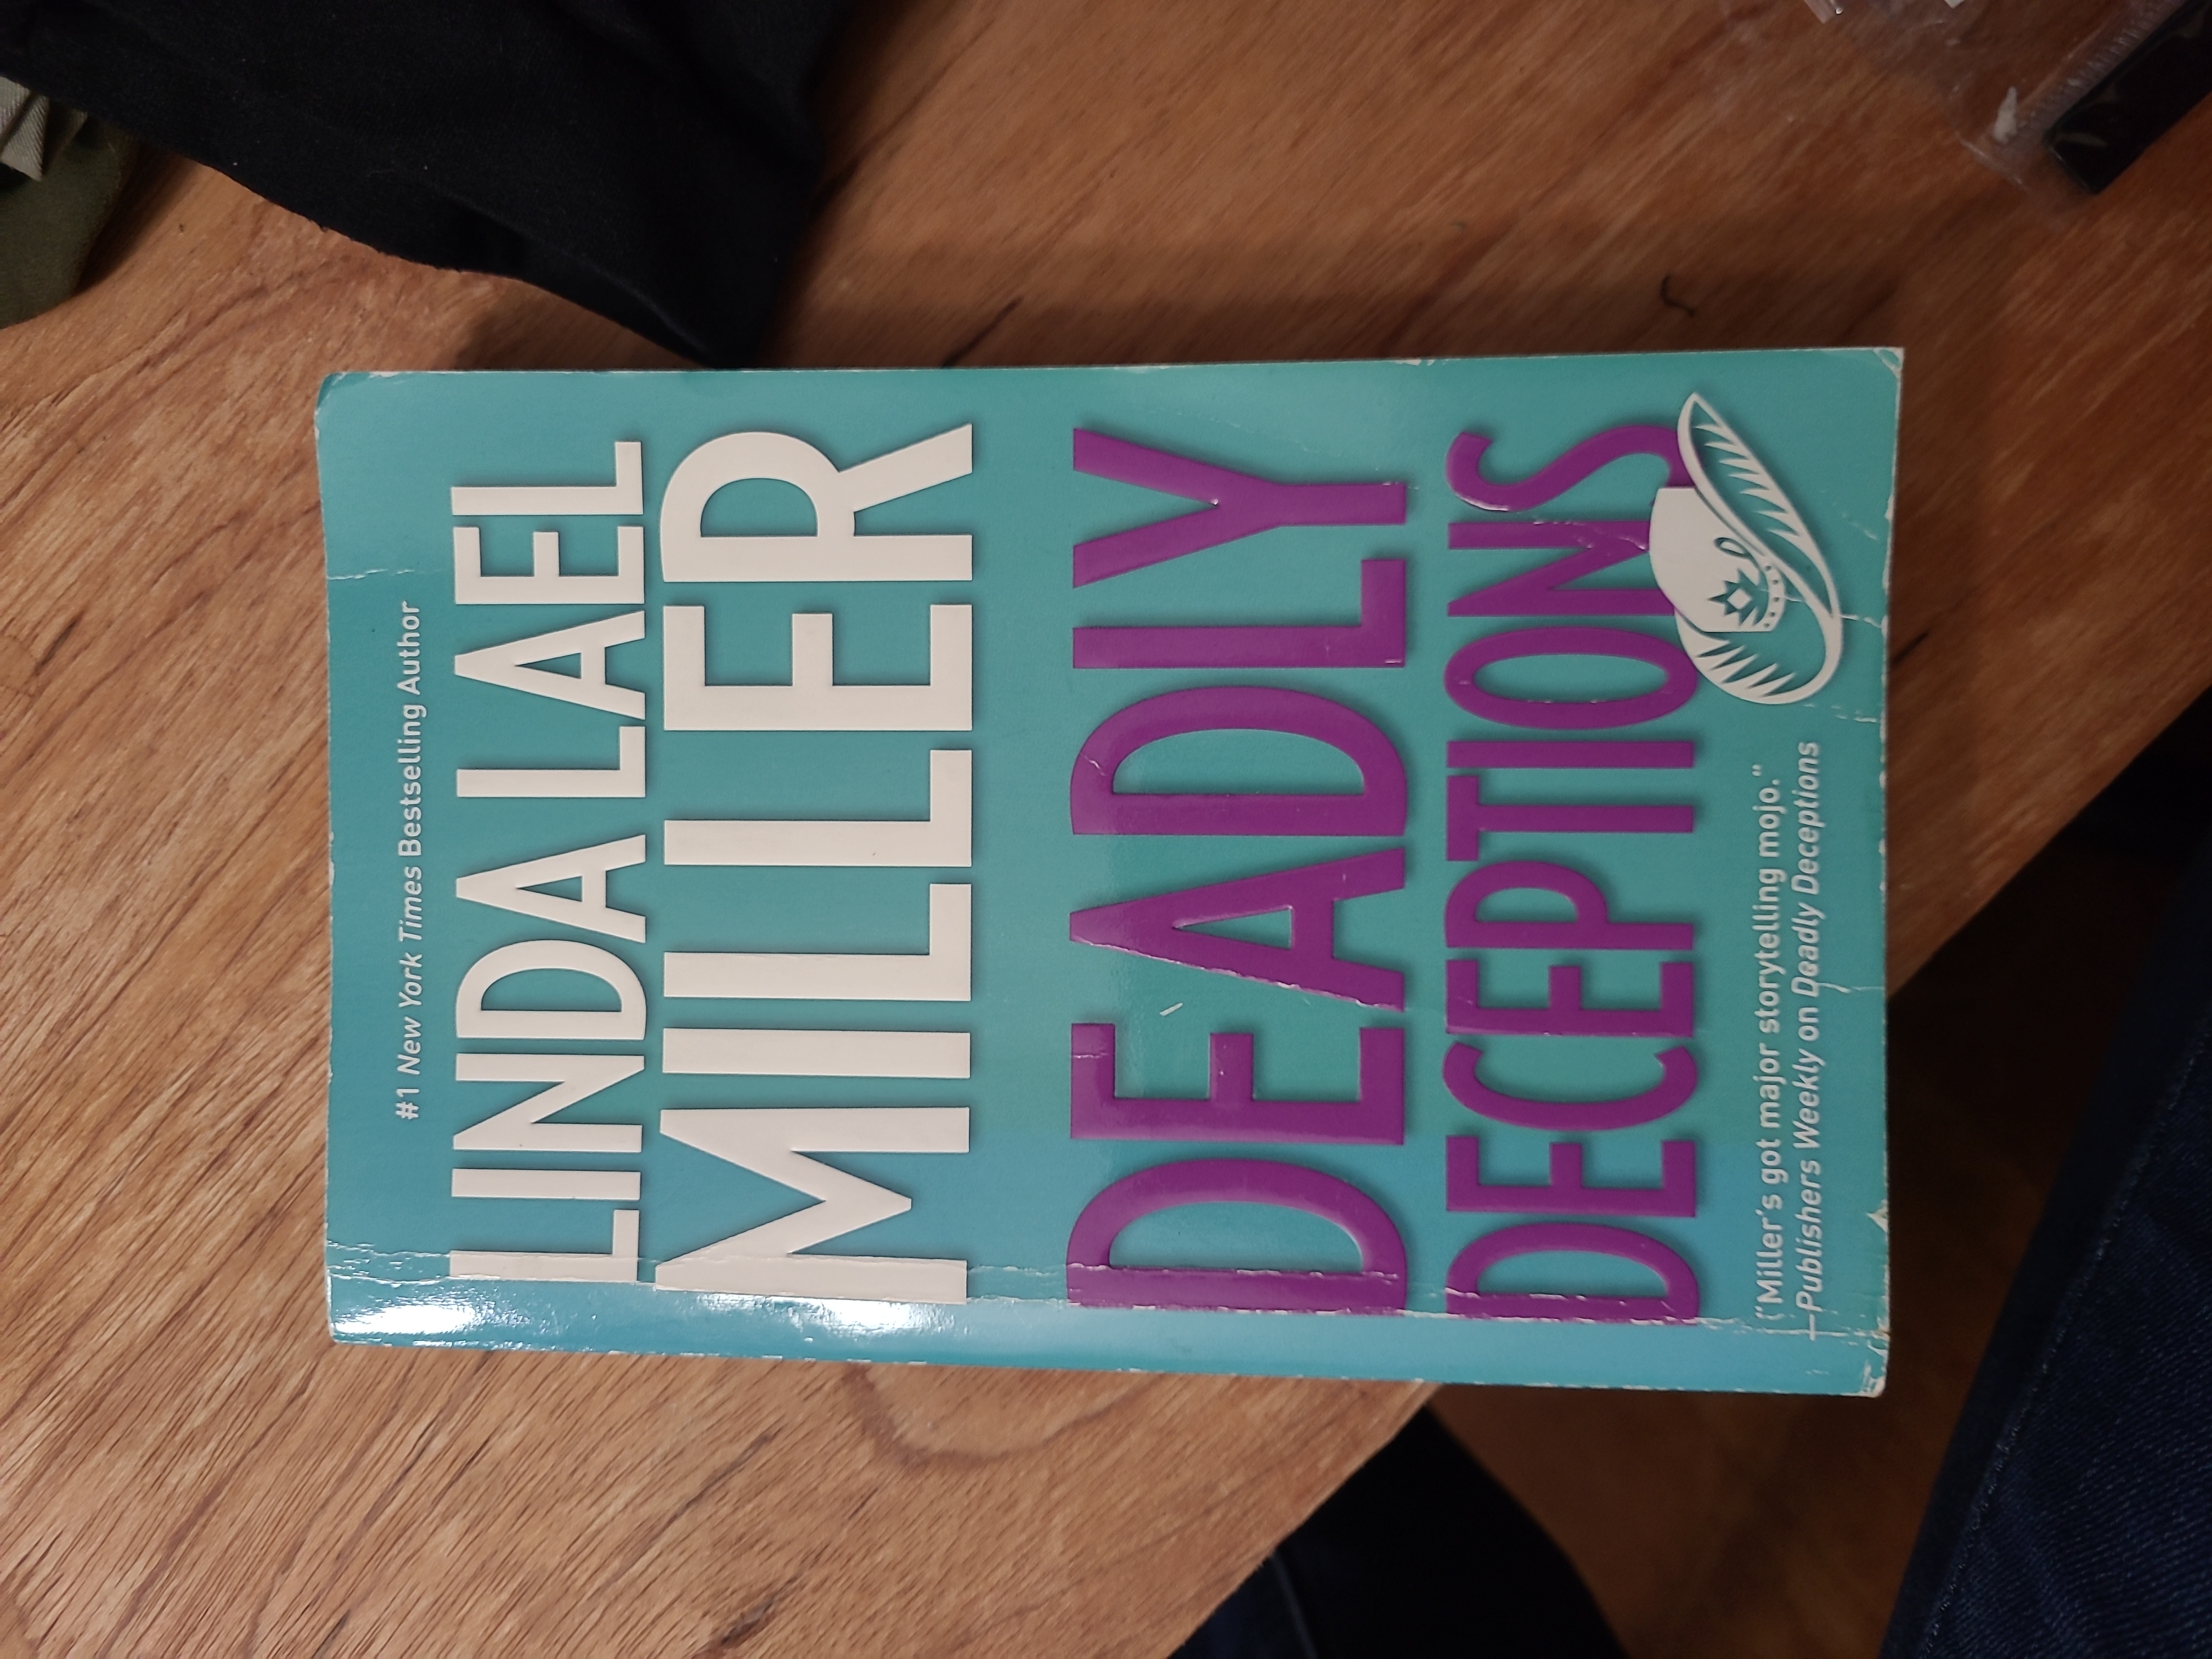 #1 New York Times Bestselling Author
LINDA LAEL
MILLER
DEADLY
DECEPTIONS
"Miller's got major storytelling mojo."
—Publishers Weekly on Deadly Deceptions